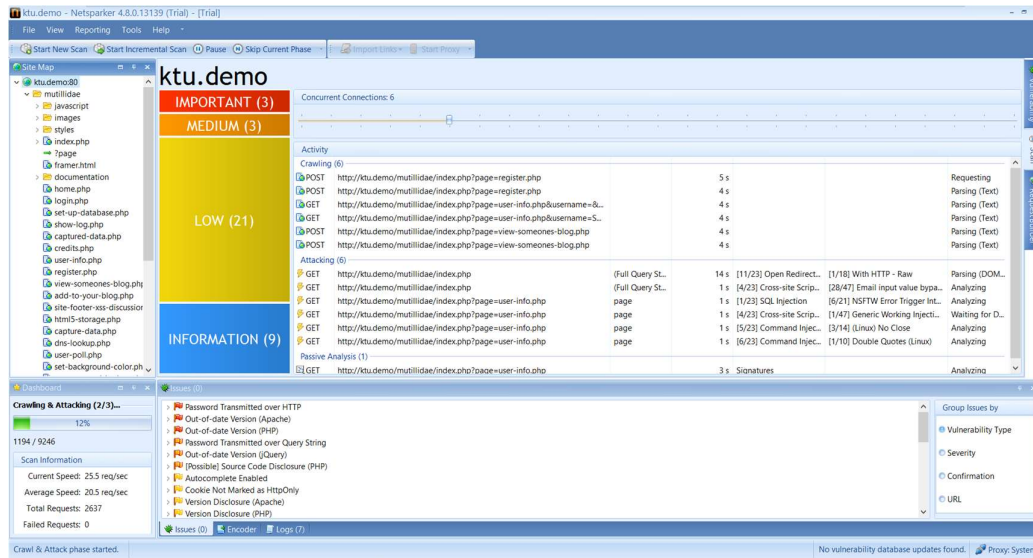 ktu.demo - Netsparker 4.8.0.13139 (Trial) - [Trial]
File View Reporting Tools Help
Start New Scan Start Incremental Scan Pause Skip Current Phase Import Links Start Proxy
Site Map
ktu.demo:80
mutillidae
javascript
images
styles
index.php
?page
framer.html
documentation
home.php
login.php
set-up-database.php
show-log.php
captured-data.php
credits.php
user-info.php
register.php
view-someones-blog.php
add-to-your-blog.php
site-footer-xss-discussion
html5-storage.php
capture-data.php
dns-lookup.php
user-poll.php
set-background-color.ph
ktu.demo
IMPORTANT (3)
MEDIUM (3)
LOW (21)
INFORMATION (9)
Concurrent Connections: 6
Activity
Crawling (6)
POST http://ktu.demo/mutillidae/index.php?page=register.php 5 s Requesting
POST http://ktu.demo/mutillidae/index.php?page=register.php 4 s Parsing (Text)
GET http://ktu.demo/mutillidae/index.php?page=user-info.php&username=&... 4 s Parsing (Text)
GET http://ktu.demo/mutillidae/index.php?page=user-info.php&username=S... 4 s Parsing (Text)
POST http://ktu.demo/mutillidae/index.php?page=view-someones-blog.php 4 s Parsing (Text)
POST http://ktu.demo/mutillidae/index.php?page=view-someones-blog.php 4 s Parsing (Text)
Attacking (6)
GET http://ktu.demo/mutillidae/index.php (Full Query St... 14 s [11/23] Open Redirect... [1/18] With HTTP - Raw Parsing (DOM...
GET http://ktu.demo/mutillidae/index.php (Full Query St... 1 s [4/23] Cross-site Scrip... [28/47] Email input value bypa... Analyzing
GET http://ktu.demo/mutillidae/index.php?page=user-info.php page 1 s [1/23] SQL Injection [6/21] NSFTW Error Trigger Int... Analyzing
GET http://ktu.demo/mutillidae/index.php?page=user-info.php page 1 s [4/23] Cross-site Scrip... [1/47] Generic Working Injecti... Waiting for D...
GET http://ktu.demo/mutillidae/index.php?page=user-info.php page 1 s [5/23] Command Injec... [3/14] (Linux) No Close Analyzing
GET http://ktu.demo/mutillidae/index.php?page=user-info.php page 1 s [6/23] Command Injec... [1/10] Double Quotes (Linux) Analyzing
Passive Analysis (1)
GET http://ktu.demo/mutillidae/index.php?page=user-info.php 3 s Signatures Analyzing
Dashboard
Crawling & Attacking (2/3)...
12%
1194 / 9246
Scan Information
Current Speed: 25.5 req/sec
Average Speed: 20.5 req/sec
Total Requests: 2637
Failed Requests: 0
Issues (0)
Password Transmitted over HTTP
Out-of-date Version (Apache)
Out-of-date Version (PHP)
Password Transmitted over Query String
Out-of-date Version (jQuery)
[Possible] Source Code Disclosure (PHP)
Autocomplete Enabled
Cookie Not Marked as HttpOnly
Version Disclosure (Apache)
Version Disclosure (PHP)
Group Issues by
Vulnerability Type
Severity
Confirmation
URL
Issues (0) Encoder Logs (7)
Crawl & Attack phase started. No vulnerability database updates found. Proxy: System